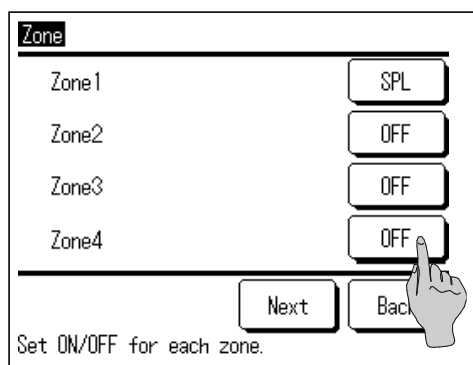 Zone
Zone1 SPL
Zone2 OFF
Zone3 OFF
Zone4 OFF
Next Back
Set ON/OFF for each zone.